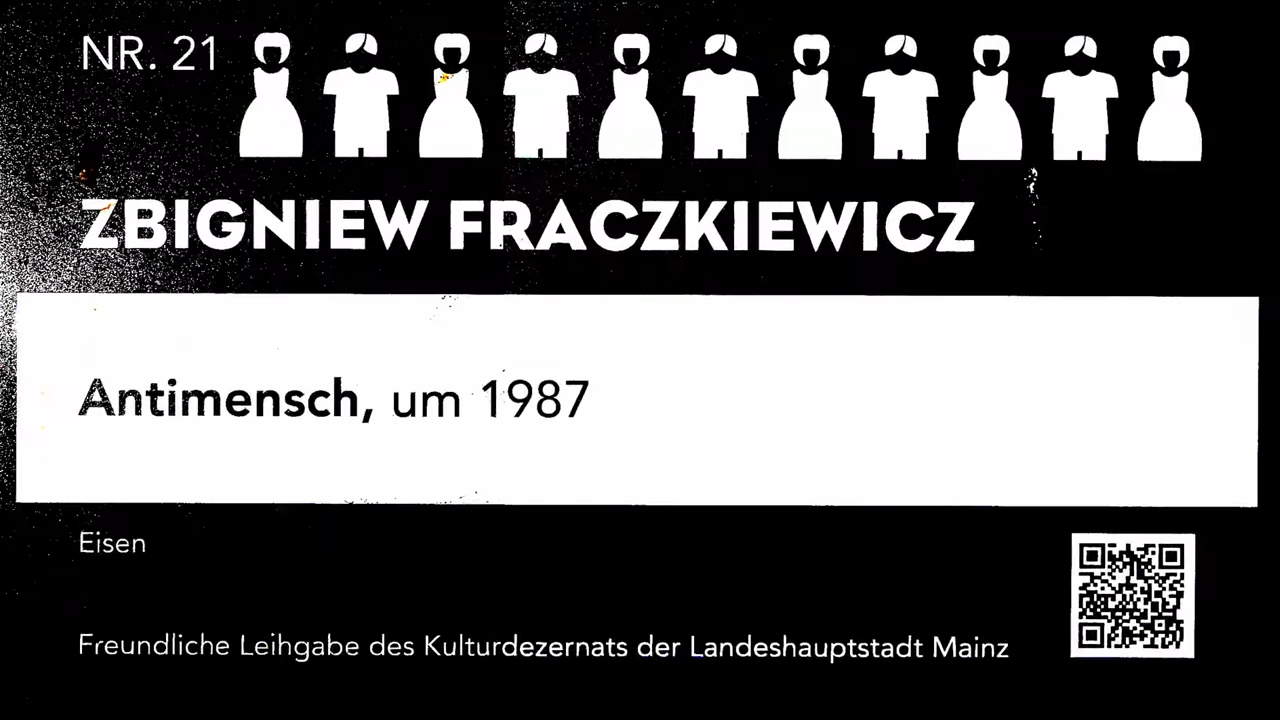 NR. 21
ZBIGNIEW FRACZKIEWICZ
Antimensch, um 1987
Eisen
Freundliche Leihgabe des Kulturdezernats der Landeshauptstadt Mainz